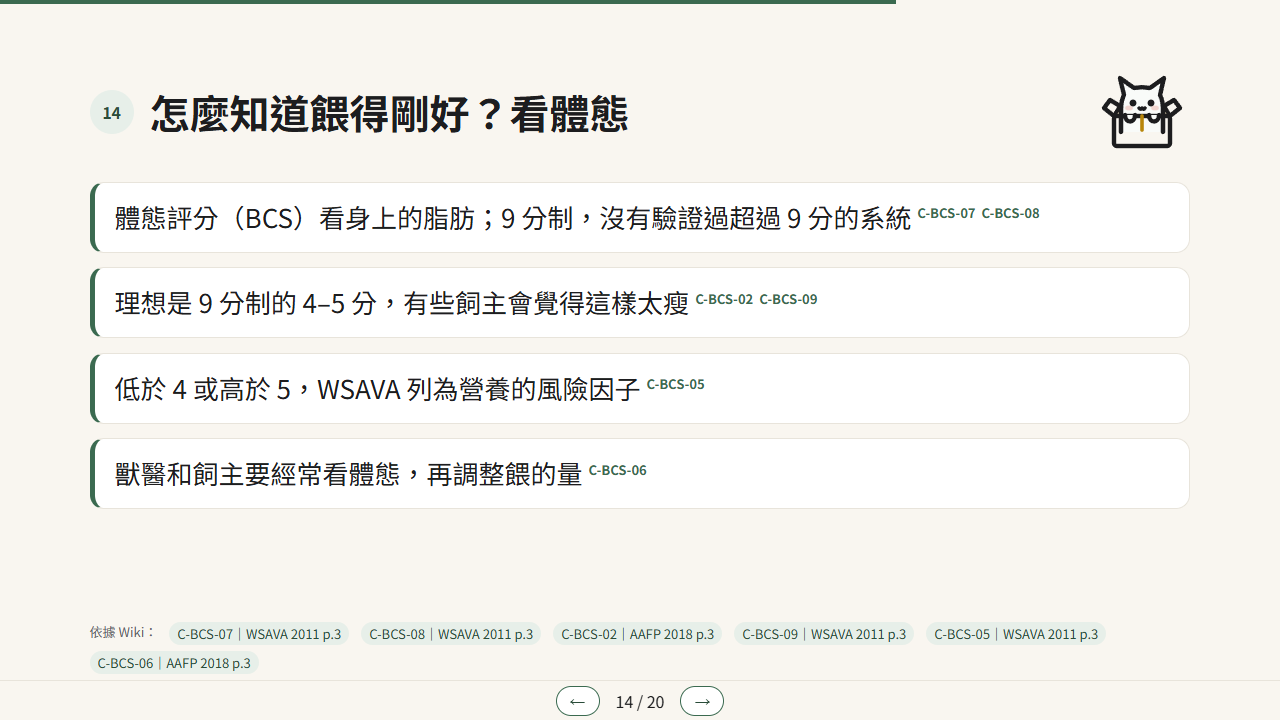 14 怎麼知道餵得剛好？看體態
體態評分（BCS）看身上的脂肪；9 分制，沒有驗證過超過 9 分的系統 C-BCS-07 C-BCS-08
理想是 9 分制的 4–5 分，有些飼主會覺得這樣太瘦 C-BCS-02 C-BCS-09
低於 4 或高於 5，WSAVA 列為營養的風險因子 C-BCS-05
獸醫和飼主要經常看體態，再調整餵的量 C-BCS-06
依據 Wiki： C-BCS-07｜WSAVA 2011 p.3 C-BCS-08｜WSAVA 2011 p.3 C-BCS-02｜AAFP 2018 p.3 C-BCS-09｜WSAVA 2011 p.3 C-BCS-05｜WSAVA 2011 p.3
C-BCS-06｜AAFP 2018 p.3
← 14 / 20 →